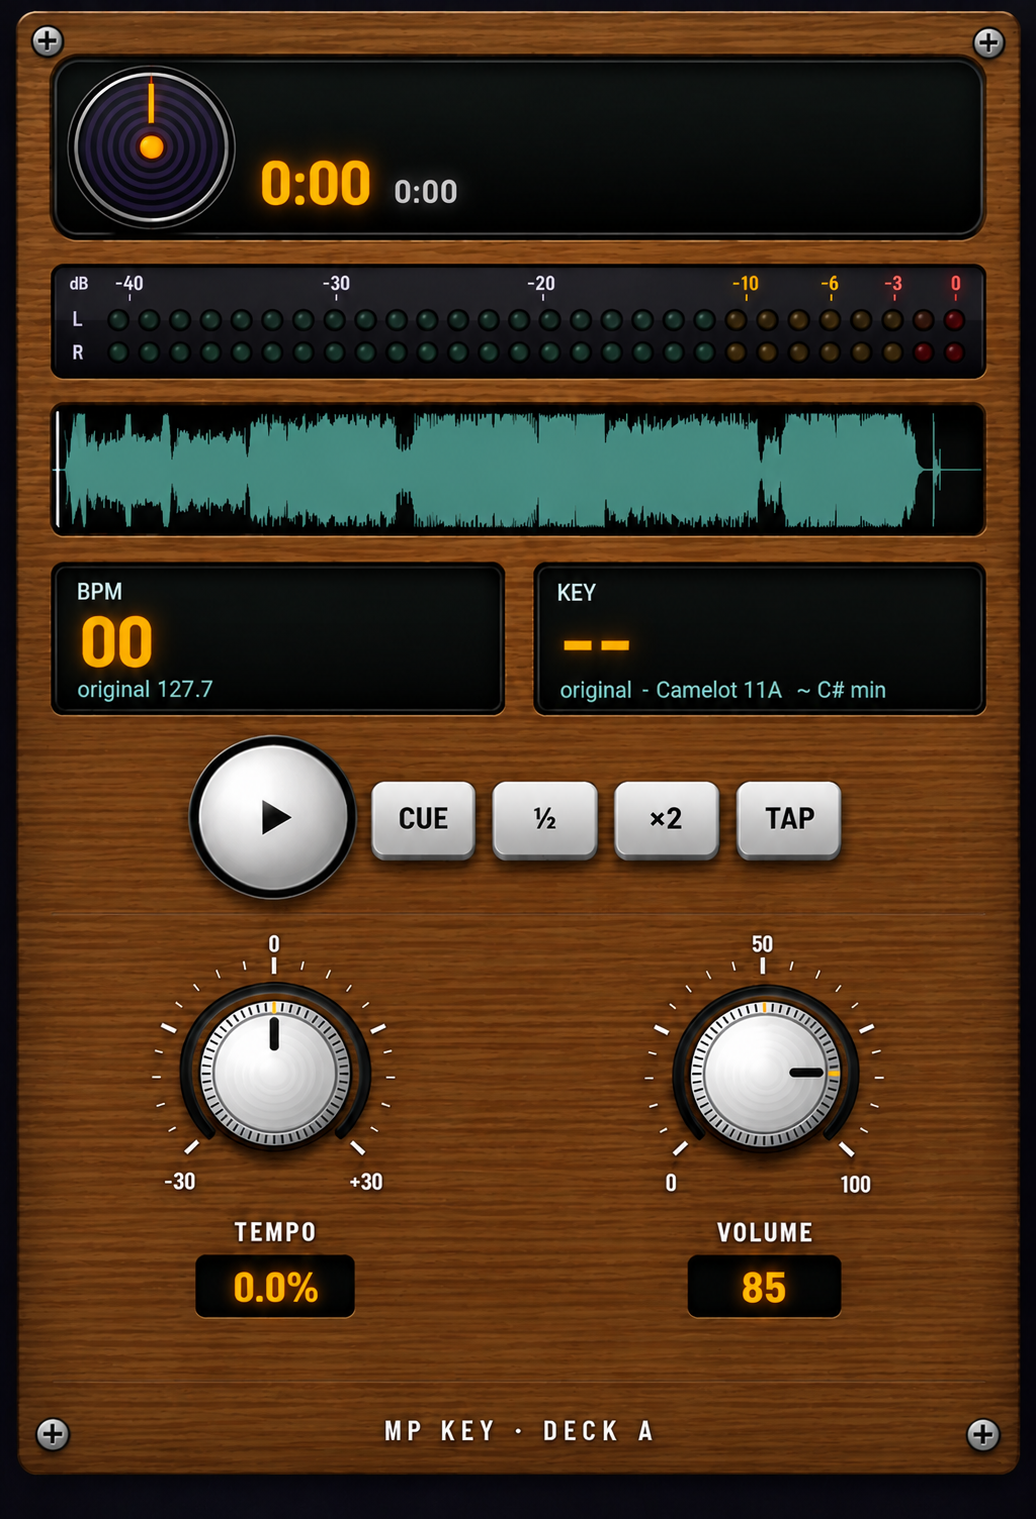 0:00 0:00
dB -40 -30 -20 -10 -6 -3 0
L
R
BPM
00
original 127.7
KEY
--
original - Camelot 11A ~ C# min
CUE ½ ×2 TAP
0
-30 +30
TEMPO
0.0%
50
0 100
VOLUME
85
MP KEY · DECK A